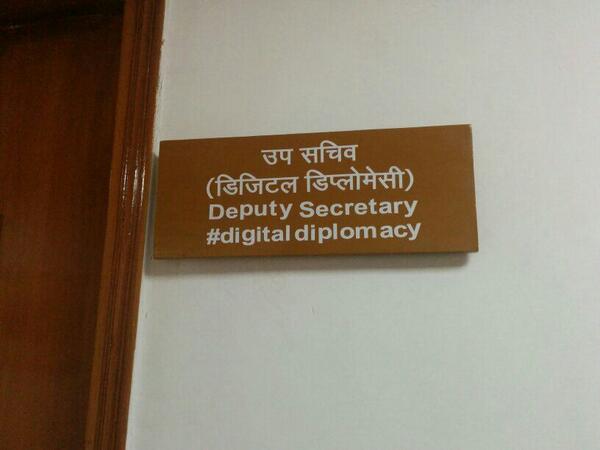 उप सचिव
(डिजिटल डिप्लोमेसी)
Deputy Secretary
#digital diplomacy